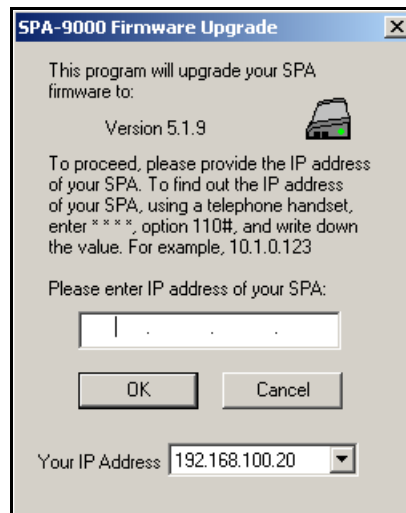 SPA-9000 Firmware Upgrade
This program will upgrade your SPA
firmware to:
Version 5.1.9
To proceed, please provide the IP address
of your SPA. To find out the IP address
of your SPA, using a telephone handset,
enter * * * *, option 110#, and write down
the value. For example, 10.1.0.123
Please enter IP address of your SPA:
. . .
OK Cancel
Your IP Address 192.168.100.20